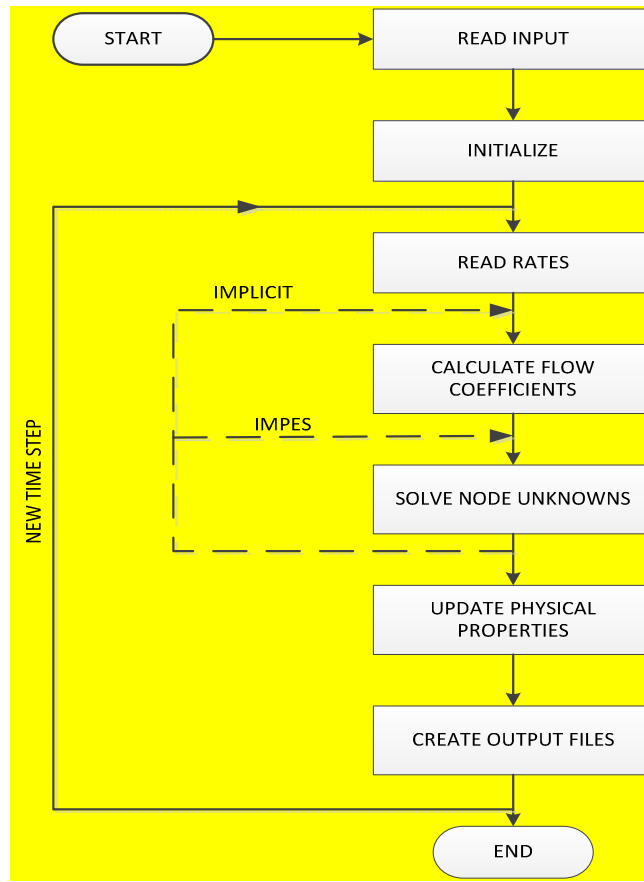 START
READ INPUT
INITIALIZE
READ RATES
IMPLICIT
CALCULATE FLOW
COEFFICIENTS
IMPES
NEW TIME STEP
SOLVE NODE UNKNOWNS
UPDATE PHYSICAL
PROPERTIES
CREATE OUTPUT FILES
END